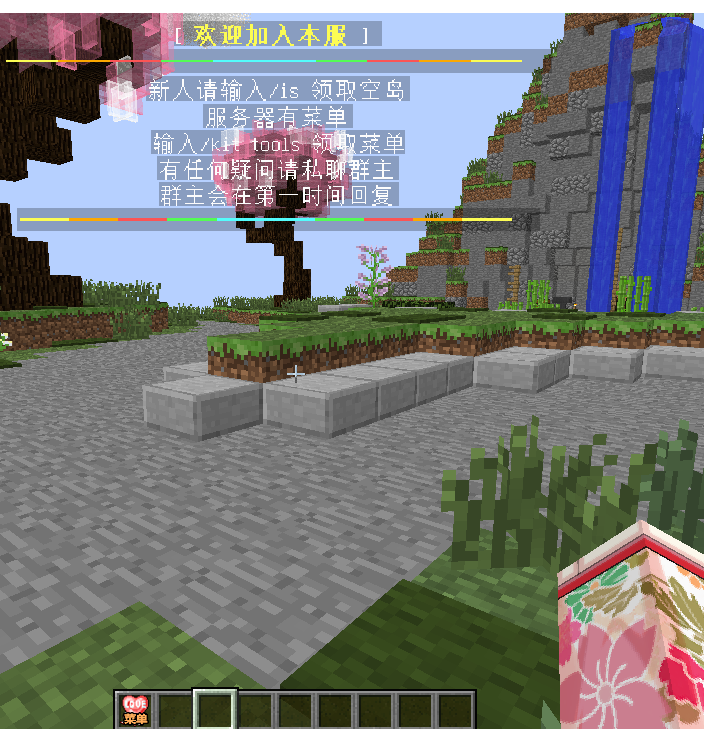 [ 欢迎加入本服 ]
新人请输入/is 领取空岛
服务器有菜单
输入/kit tools 领取菜单
有任何疑问请私聊群主
群主会在第一时间回复
LOVE
菜单